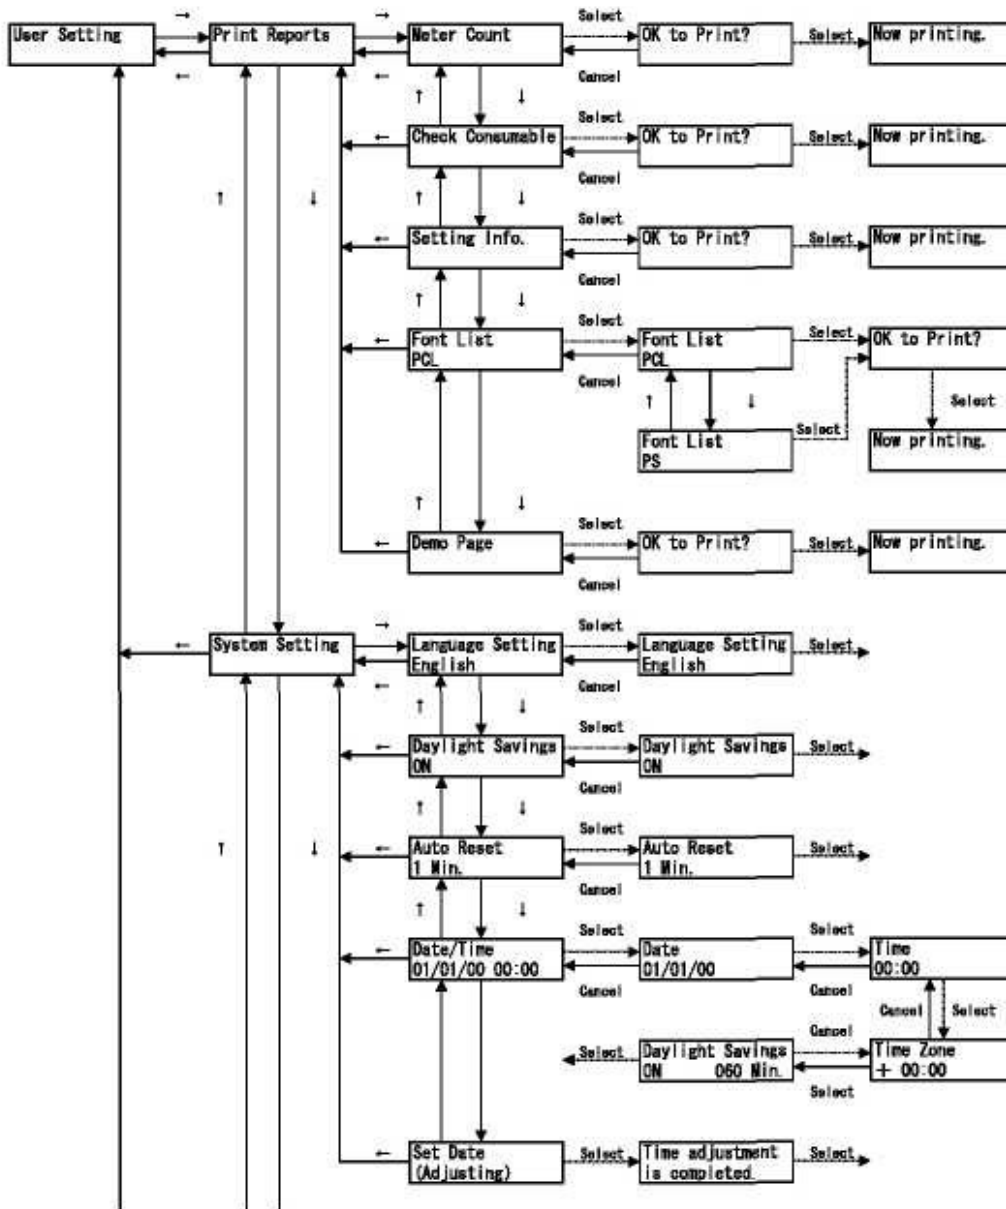 → → Select
User Setting Print Reports Meter Count OK to Print? Select Now printing.
← ← Cancel
↑ ↓ Select
← Check Consumable OK to Print? Select Now printing.
Cancel
↑ ↓ ↑ ↓ Select
← Setting Info. OK to Print? Select Now printing.
Cancel
↑ ↓ Select Select
← Font List Font List OK to Print?
PCL PCL
Cancel
↑ ↓ Select
Select
Font List Now printing.
PS
↑ ↓ Select
← Demo Page OK to Print? Select Now printing.
Cancel
→ Select
← System Setting Language Setting Language Setting Select
English English
← Cancel
↑ ↓ Select
← Daylight Savings Daylight Savings Select
ON ON
Cancel
↑ ↓ ↑ ↓ Select
← Auto Reset Auto Reset Select
1 Min. 1 Min.
Cancel
↑ ↓ Select Select
← Date/Time Date Time
01/01/00 00:00 01/01/00 00:00
Cancel Cancel
Cancel Select
Cancel
Select Daylight Savings Time Zone
ON 060 Min. + 00:00
Select
← Set Date Select Time adjustment Select
(Adjusting) is completed.